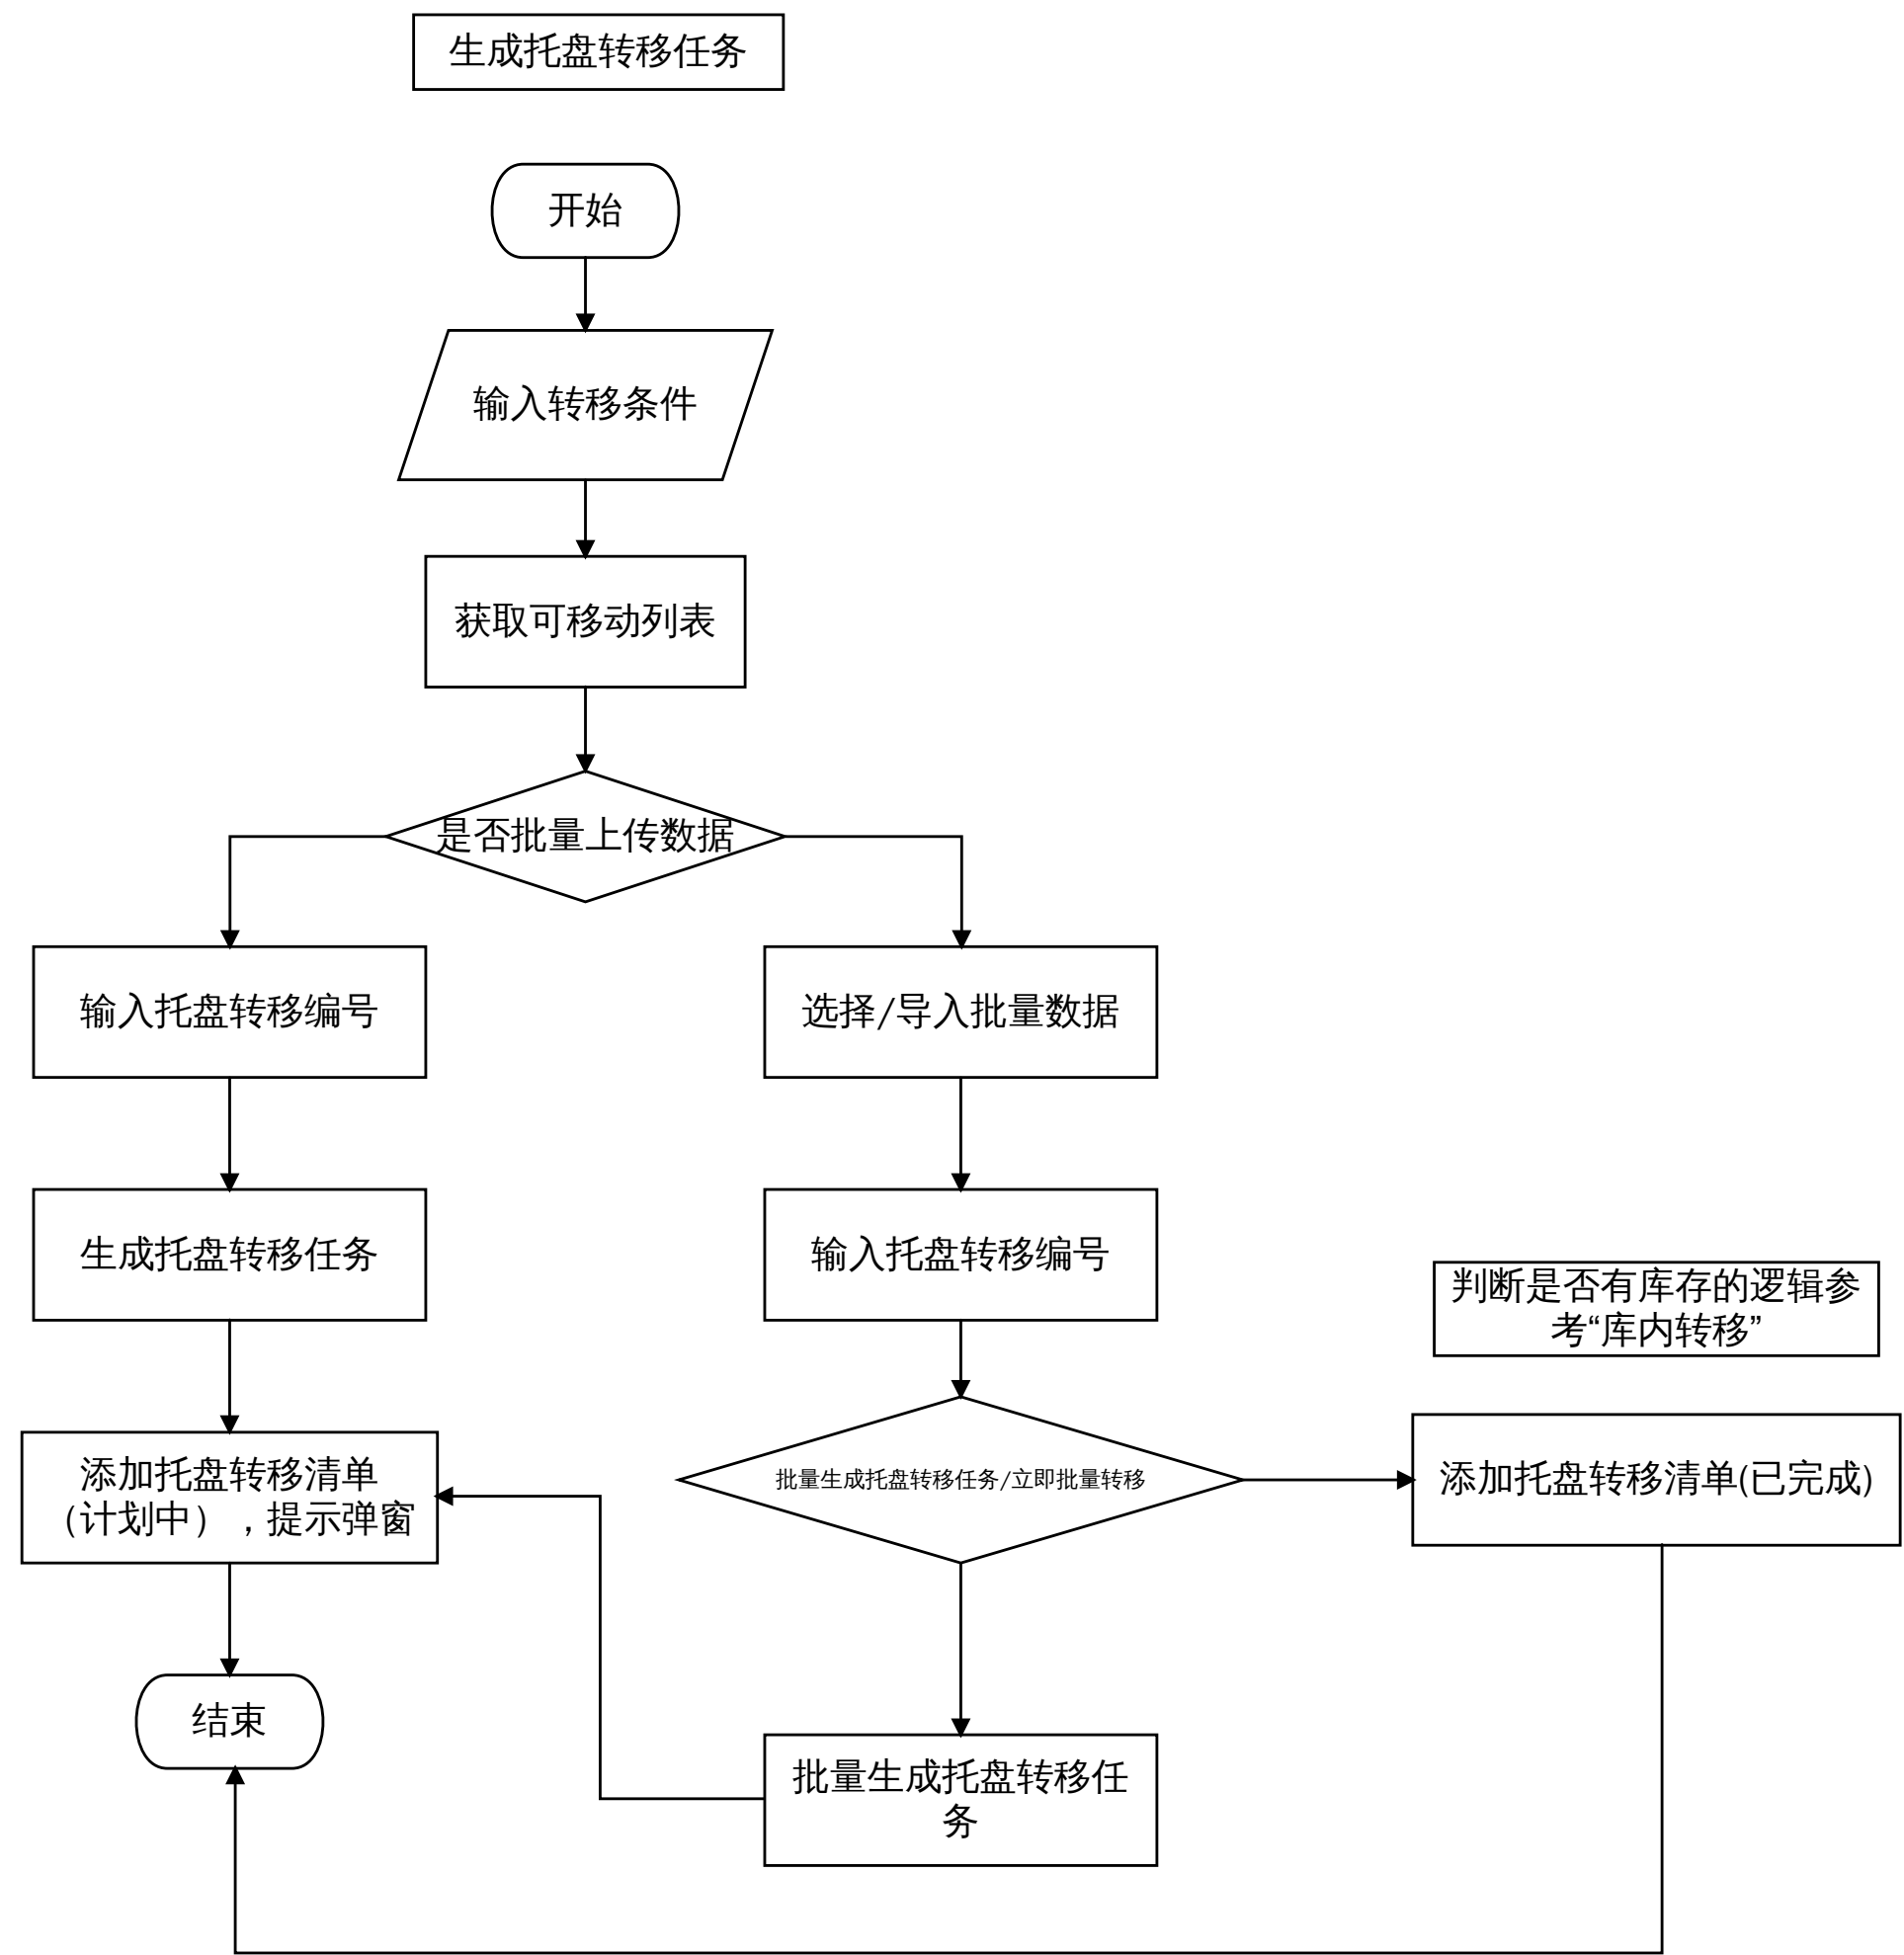 生成托盘转移任务
开始
输入转移条件
获取可移动列表
是否批量上传数据
输入托盘转移编号
选择/导入批量数据
生成托盘转移任务
输入托盘转移编号
判断是否有库存的逻辑参
考“库内转移”
添加托盘转移清单
（计划中），提示弹窗
批量生成托盘转移任务/立即批量转移
添加托盘转移清单(已完成)
结束
批量生成托盘转移任
务